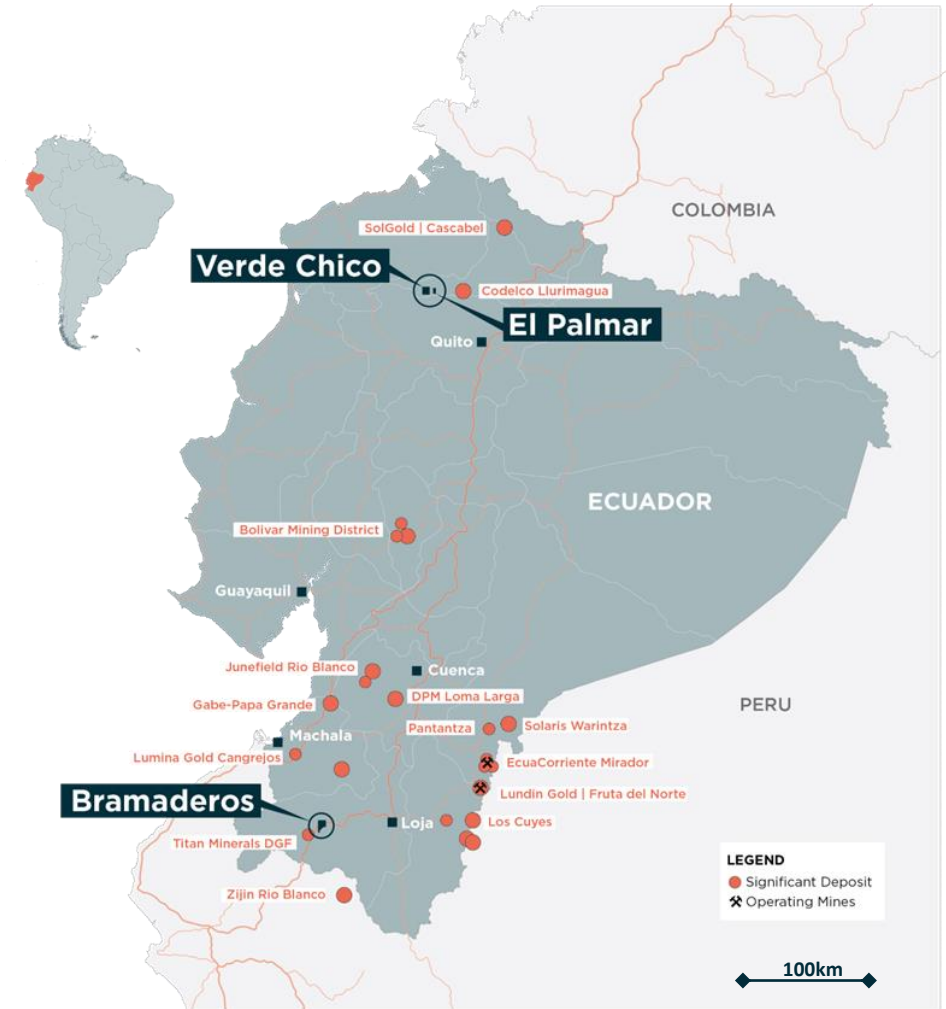 COLOMBIA
SolGold | Cascabel
Verde Chico
Codelco Llurimagua
El Palmar
Quito
ECUADOR
Bolivar Mining District
Guayaquil
Junefield Rio Blanco
Cuenca
DPM Loma Larga
Gabe-Papa Grande
PERU
Pantantza
Solaris Warintza
Machala
Lumina Gold Cangrejos
EcuaCorriente Mirador
Lundin Gold | Fruta del Norte
Bramaderos
Loja
Los Cuyes
Titan Minerals DGF
Zijin Rio Blanco
LEGEND
Significant Deposit
Operating Mines
100km